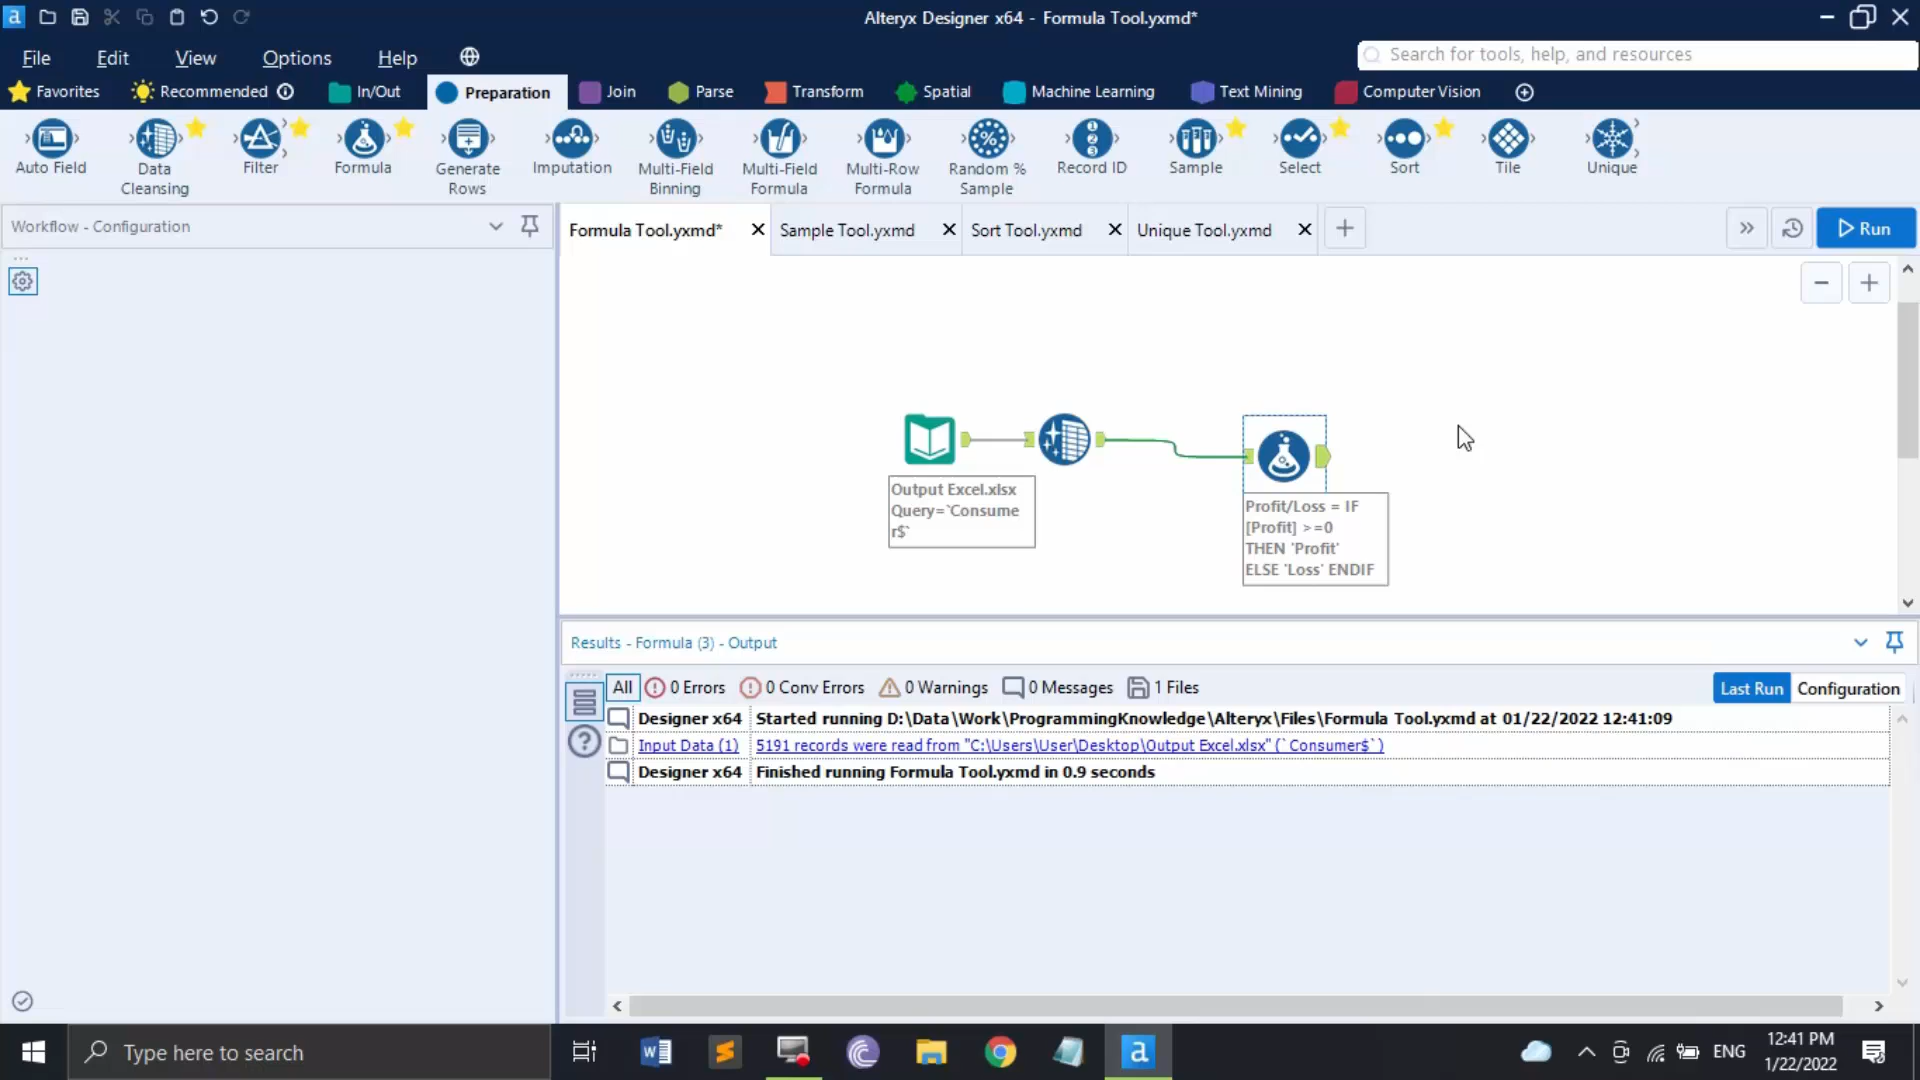 Alteryx Designer x64 - Formula Tool.yxmd*
File Edit View Options Help
Search for tools, help, and resources
Favorites Recommended In/Out Preparation Join Parse Transform Spatial Machine Learning Text Mining Computer Vision
Auto Field
Data
Cleansing
Filter
Formula
Generate
Rows
Imputation
Multi-Field
Binning
Multi-Field
Formula
Multi-Row
Formula
Random %
Sample
Record ID
Sample
Select
Sort
Tile
Unique
Workflow - Configuration
Formula Tool.yxmd* Sample Tool.yxmd Sort Tool.yxmd Unique Tool.yxmd
Run
Output Excel.xlsx
Query=`Consume
r$`
Profit/Loss = IF
[Profit] >=0
THEN 'Profit'
ELSE 'Loss' ENDIF
Results - Formula (3) - Output
All 0 Errors 0 Conv Errors 0 Warnings 0 Messages 1 Files
Last Run Configuration
Designer x64 Started running D:\Data\Work\ProgrammingKnowledge\Alteryx\Files\Formula Tool.yxmd at 01/22/2022 12:41:09
Input Data (1) 5191 records were read from "C:\Users\User\Desktop\Output Excel.xlsx" (`Consumer$`)
Designer x64 Finished running Formula Tool.yxmd in 0.9 seconds
Type here to search
ENG
12:41 PM
1/22/2022